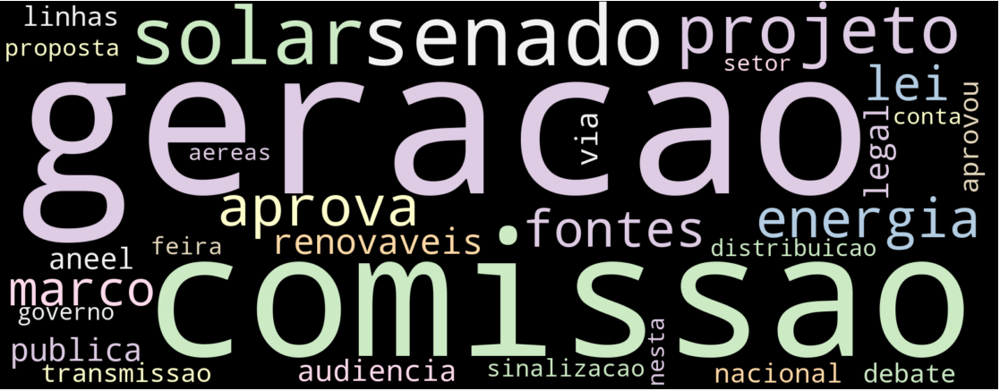 linhas
solar
senado
projeto
proposta
setor
geracao
lei
conta
aprovou
legal
via
aereas
aprova
fontes
energia
feira
renovaveis
distribuicao
aneel
comissao
marco
governo
publica
nesta
transmissao
audiencia
sinalizacao
nacional
debate